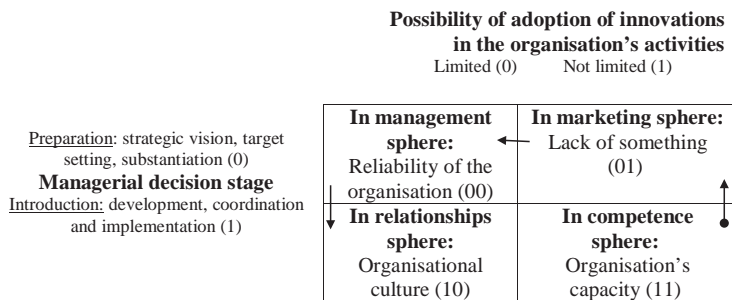 Possibility of adoption of innovations
in the organisation's activities
Limited (0) Not limited (1)
Preparation: strategic vision, target
setting, substantiation (0)
Managerial decision stage
Introduction: development, coordination
and implementation (1)
In management
sphere:
Reliability of the
organisation (00)
In marketing sphere:
Lack of something
(01)
In relationships
sphere:
Organisational
culture (10)
In competence
sphere:
Organisation's
capacity (11)